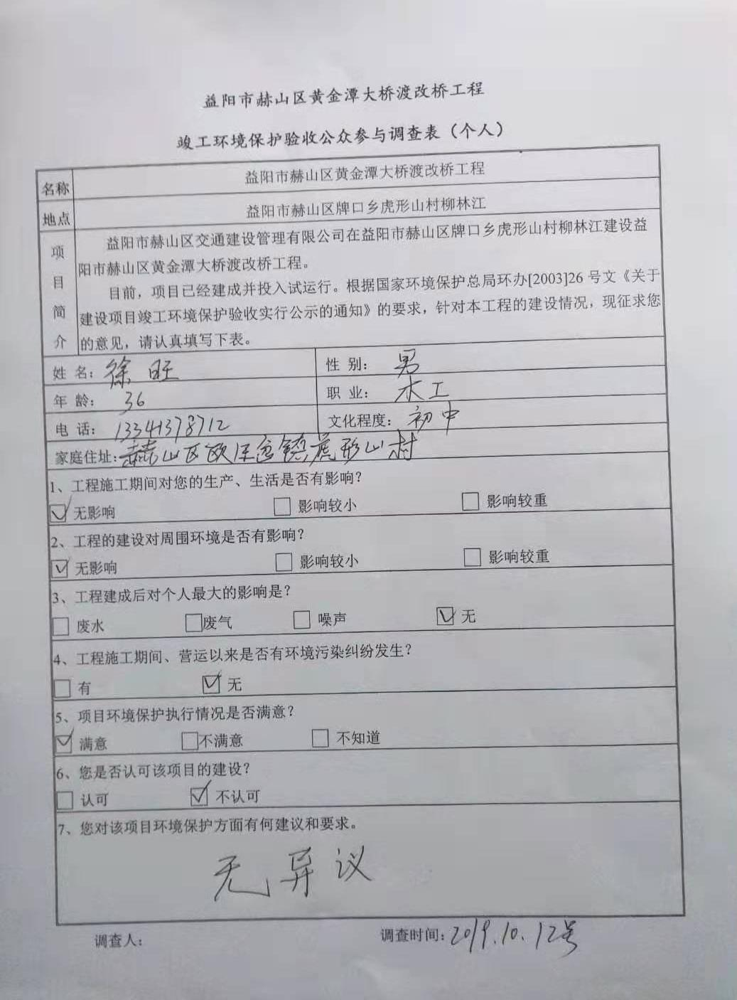 益阳市赫山区黄金潭大桥渡改桥工程
竣工环境保护验收公众参与调查表（个人）
名称 益阳市赫山区黄金潭大桥渡改桥工程
地点 益阳市赫山区牌口乡虎形山村柳林江
项目简介
益阳市赫山区交通建设管理有限公司在益阳市赫山区牌口乡虎形山村柳林江建设益
阳市赫山区黄金潭大桥渡改桥工程。
目前，项目已经建成并投入试运行。根据国家环境保护总局环办[2003]26 号文《关于
建设项目竣工环境保护验收实行公示的通知》的要求，针对本工程的建设情况，现征求您
的意见，请认真填写下表。
姓 名：徐旺 性 别：男
年 龄：36 职 业：木工
电 话：13341378712 文化程度：初中
家庭住址：赫山区欧江岔镇虎形山村
1、工程施工期间对您的生产、生活是否有影响？
☑ 无影响 □ 影响较小 □ 影响较重
2、工程的建设对周围环境是否有影响？
☑ 无影响 □ 影响较小 □ 影响较重
3、工程建成后对个人最大的影响是？
□ 废水 □废气 □ 噪声 ☑ 无
4、工程施工期间、营运以来是否有环境污染纠纷发生？
□ 有 ☑ 无
5、项目环境保护执行情况是否满意？
☑ 满意 □不满意 □ 不知道
6、您是否认可该项目的建设？
□ 认可 ☑ 不认可
7、您对该项目环境保护方面有何建议和要求。
无异议
调查人： 调查时间：2019.10.12号